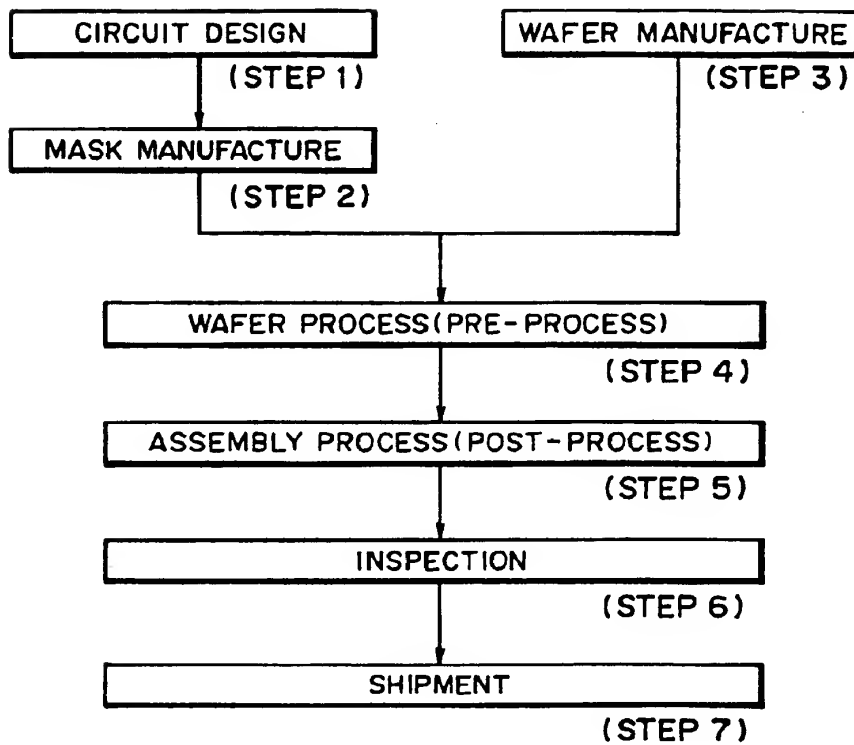 CIRCUIT DESIGN
(STEP 1)
MASK MANUFACTURE
(STEP 2)
WAFER MANUFACTURE
(STEP 3)
WAFER PROCESS(PRE-PROCESS)
(STEP 4)
ASSEMBLY PROCESS(POST-PROCESS)
(STEP 5)
INSPECTION
(STEP 6)
SHIPMENT
(STEP 7)